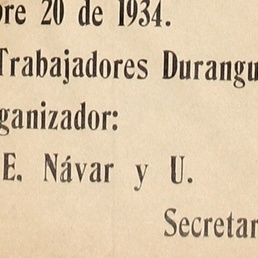 bre 20 de 1934.
Trabajadores Durangu
ganizador:
E. Návar y U.
Secretar